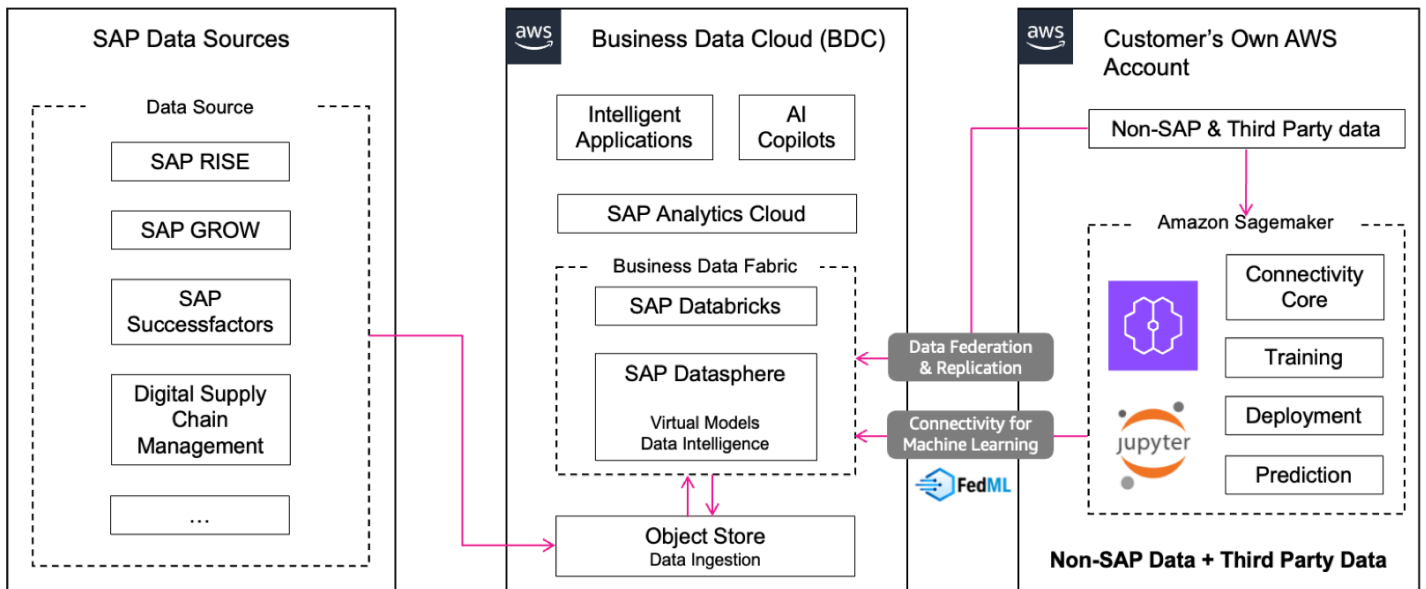 SAP Data Sources
Data Source
SAP RISE
SAP GROW
SAP
Successfactors
Digital Supply
Chain
Management
...
aws
Business Data Cloud (BDC)
Intelligent
Applications
AI
Copilots
SAP Analytics Cloud
Business Data Fabric
SAP Databricks
SAP Datasphere
Virtual Models
Data Intelligence
Object Store
Data Ingestion
Data Federation
& Replication
Connectivity for
Machine Learning
FedML
aws
Customer’s Own AWS
Account
Non-SAP & Third Party data
Amazon Sagemaker
Connectivity
Core
Training
jupyter
Deployment
Prediction
Non-SAP Data + Third Party Data